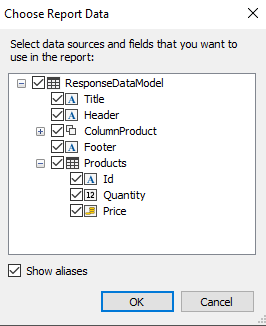 Choose Report Data
Select data sources and fields that you want
to use in the report:
ResponseDataModel
A Title
A Header
ColumnProduct
A Footer
Products
A Id
12 Quantity
Price
Show aliases
OK Cancel